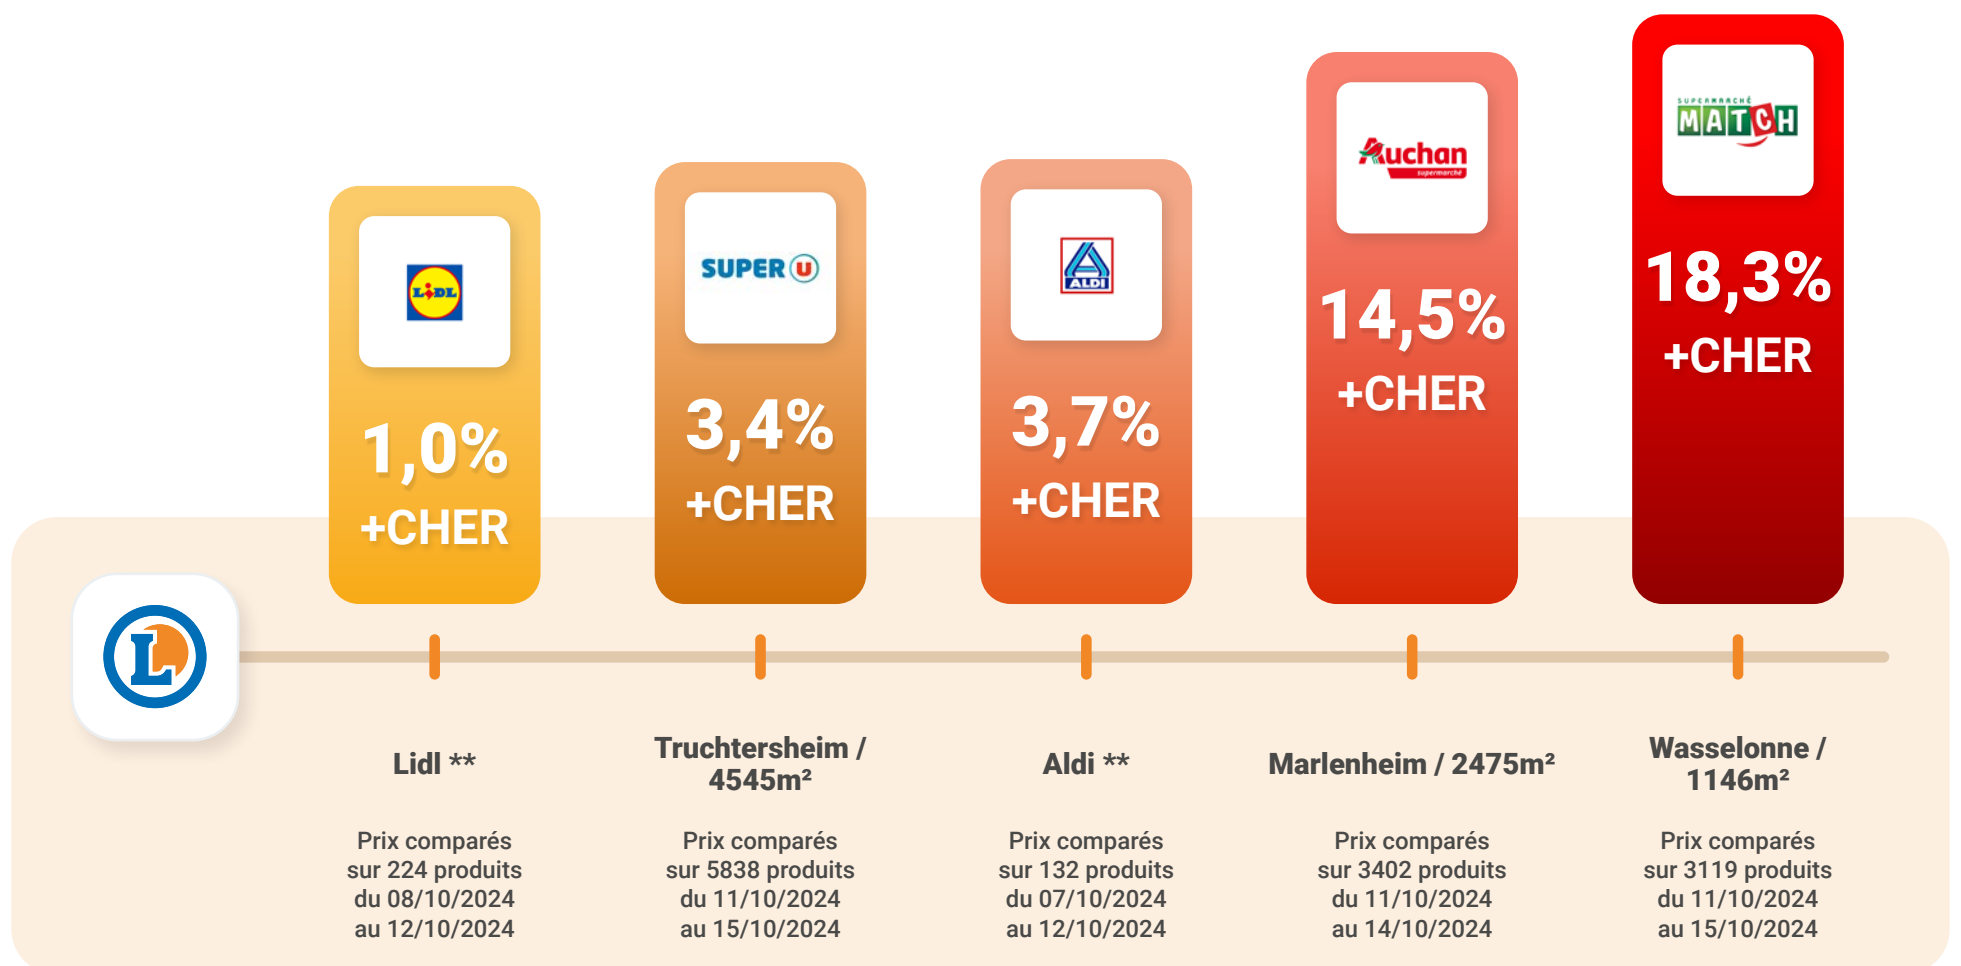 LIDL
1,0%
+CHER
SUPER U
3,4%
+CHER
ALDI
3,7%
+CHER
Auchan
supermarché
14,5%
+CHER
SUPERMARCHÉ
MATCH
18,3%
+CHER
L
Lidl **
Prix comparés
sur 224 produits
du 08/10/2024
au 12/10/2024
Truchtersheim /
4545m²
Prix comparés
sur 5838 produits
du 11/10/2024
au 15/10/2024
Aldi **
Prix comparés
sur 132 produits
du 07/10/2024
au 12/10/2024
Marlenheim / 2475m²
Prix comparés
sur 3402 produits
du 11/10/2024
au 14/10/2024
Wasselonne /
1146m²
Prix comparés
sur 3119 produits
du 11/10/2024
au 15/10/2024